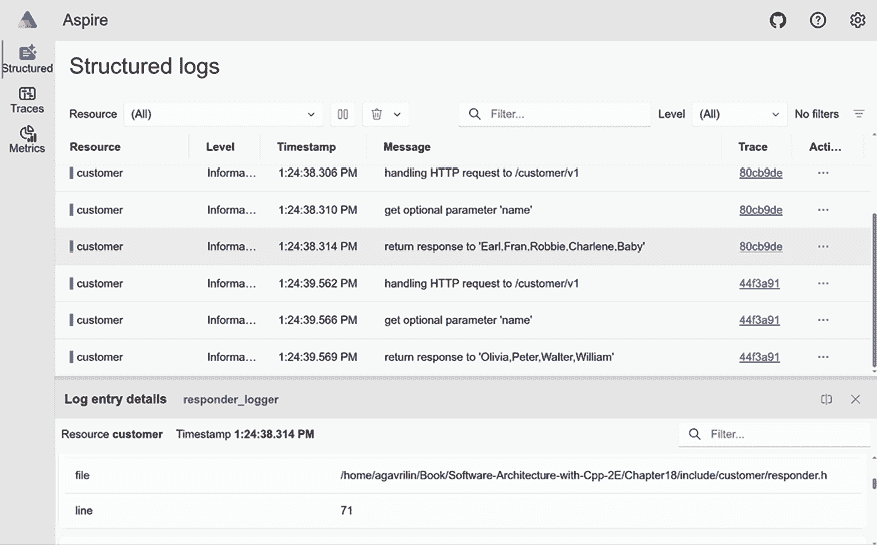 Aspire
Structured
Traces
Metrics
Structured logs
Resource (All) Filter... Level (All) No filters
Resource Level Timestamp Message Trace Acti...
customer Informa... 1:24:38.306 PM handling HTTP request to /customer/v1 80cb9de ...
customer Informa... 1:24:38.310 PM get optional parameter 'name' 80cb9de ...
customer Informa... 1:24:38.314 PM return response to 'Earl,Fran,Robbie,Charlene,Baby' 80cb9de ...
customer Informa... 1:24:39.562 PM handling HTTP request to /customer/v1 44f3a91 ...
customer Informa... 1:24:39.566 PM get optional parameter 'name' 44f3a91 ...
customer Informa... 1:24:39.569 PM return response to 'Olivia,Peter,Walter,William' 44f3a91 ...
Log entry details responder_logger
Resource customer Timestamp 1:24:38.314 PM Filter...
file /home/agavrilin/Book/Software-Architecture-with-Cpp-2E/Chapter18/include/customer/responder.h
line 71